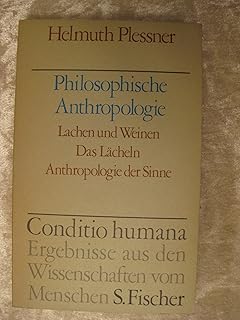 Helmuth Plessner
Philosophische
Anthropologie
Lachen und Weinen
Das Lächeln
Anthropologie der Sinne
Conditio humana
Ergebnisse aus den
Wissenschaften vom
Menschen S. Fischer